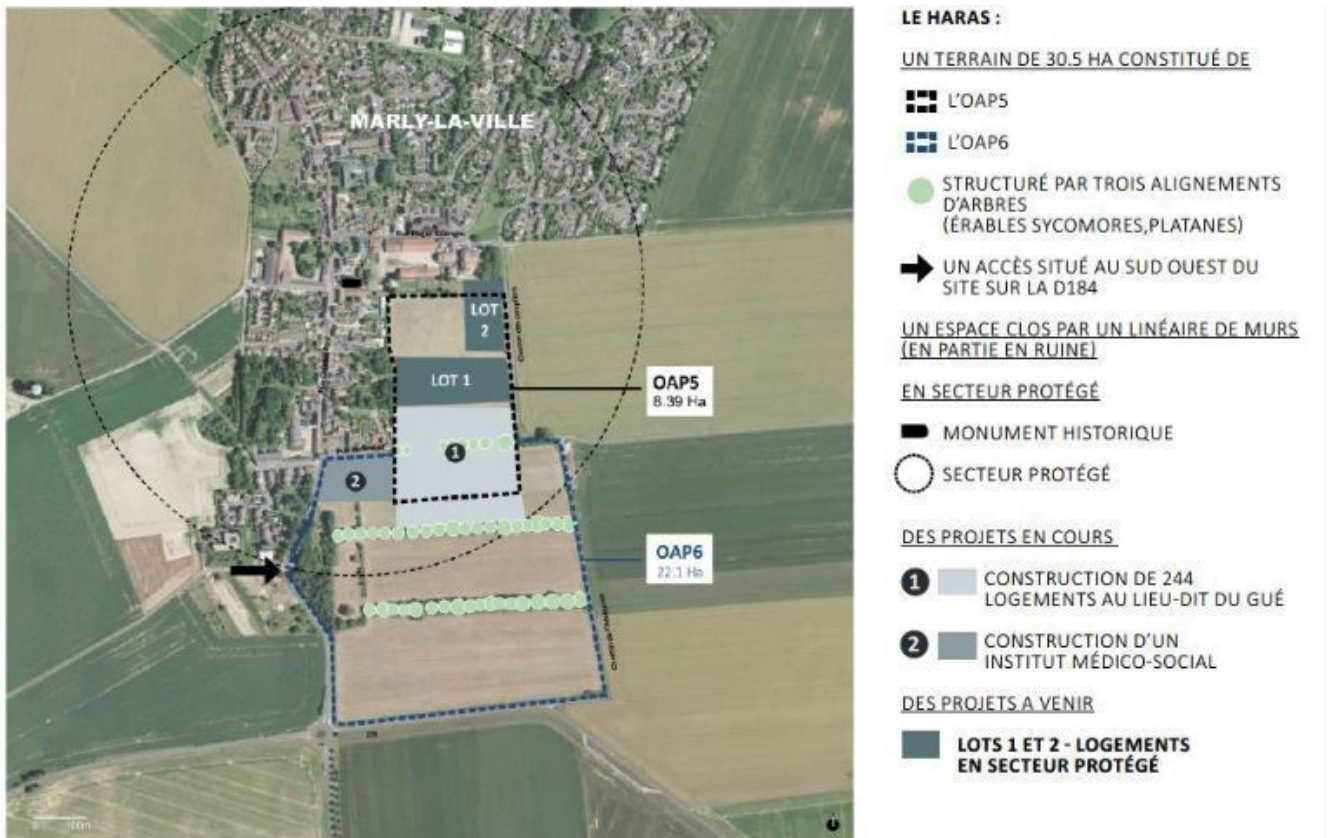 MARLY-LA-VILLE
LOT
2
LOT 1
OAP5
8.39 Ha
1
2
OAP6
22.1 Ha
LE HARAS :
UN TERRAIN DE 30.5 HA CONSTITUÉ DE
L'OAP5
L'OAP6
STRUCTURÉ PAR TROIS ALIGNEMENTS
D'ARBRES
(ÉRABLES SYCOMORES,PLATANES)
UN ACCÈS SITUÉ AU SUD OUEST DU
SITE SUR LA D184
UN ESPACE CLOS PAR UN LINÉAIRE DE MURS
(EN PARTIE EN RUINE)
EN SECTEUR PROTÉGÉ
MONUMENT HISTORIQUE
SECTEUR PROTÉGÉ
DES PROJETS EN COURS
1 CONSTRUCTION DE 244
LOGEMENTS AU LIEU-DIT DU GUÉ
2 CONSTRUCTION D'UN
INSTITUT MÉDICO-SOCIAL
DES PROJETS A VENIR
LOTS 1 ET 2 - LOGEMENTS
EN SECTEUR PROTÉGÉ